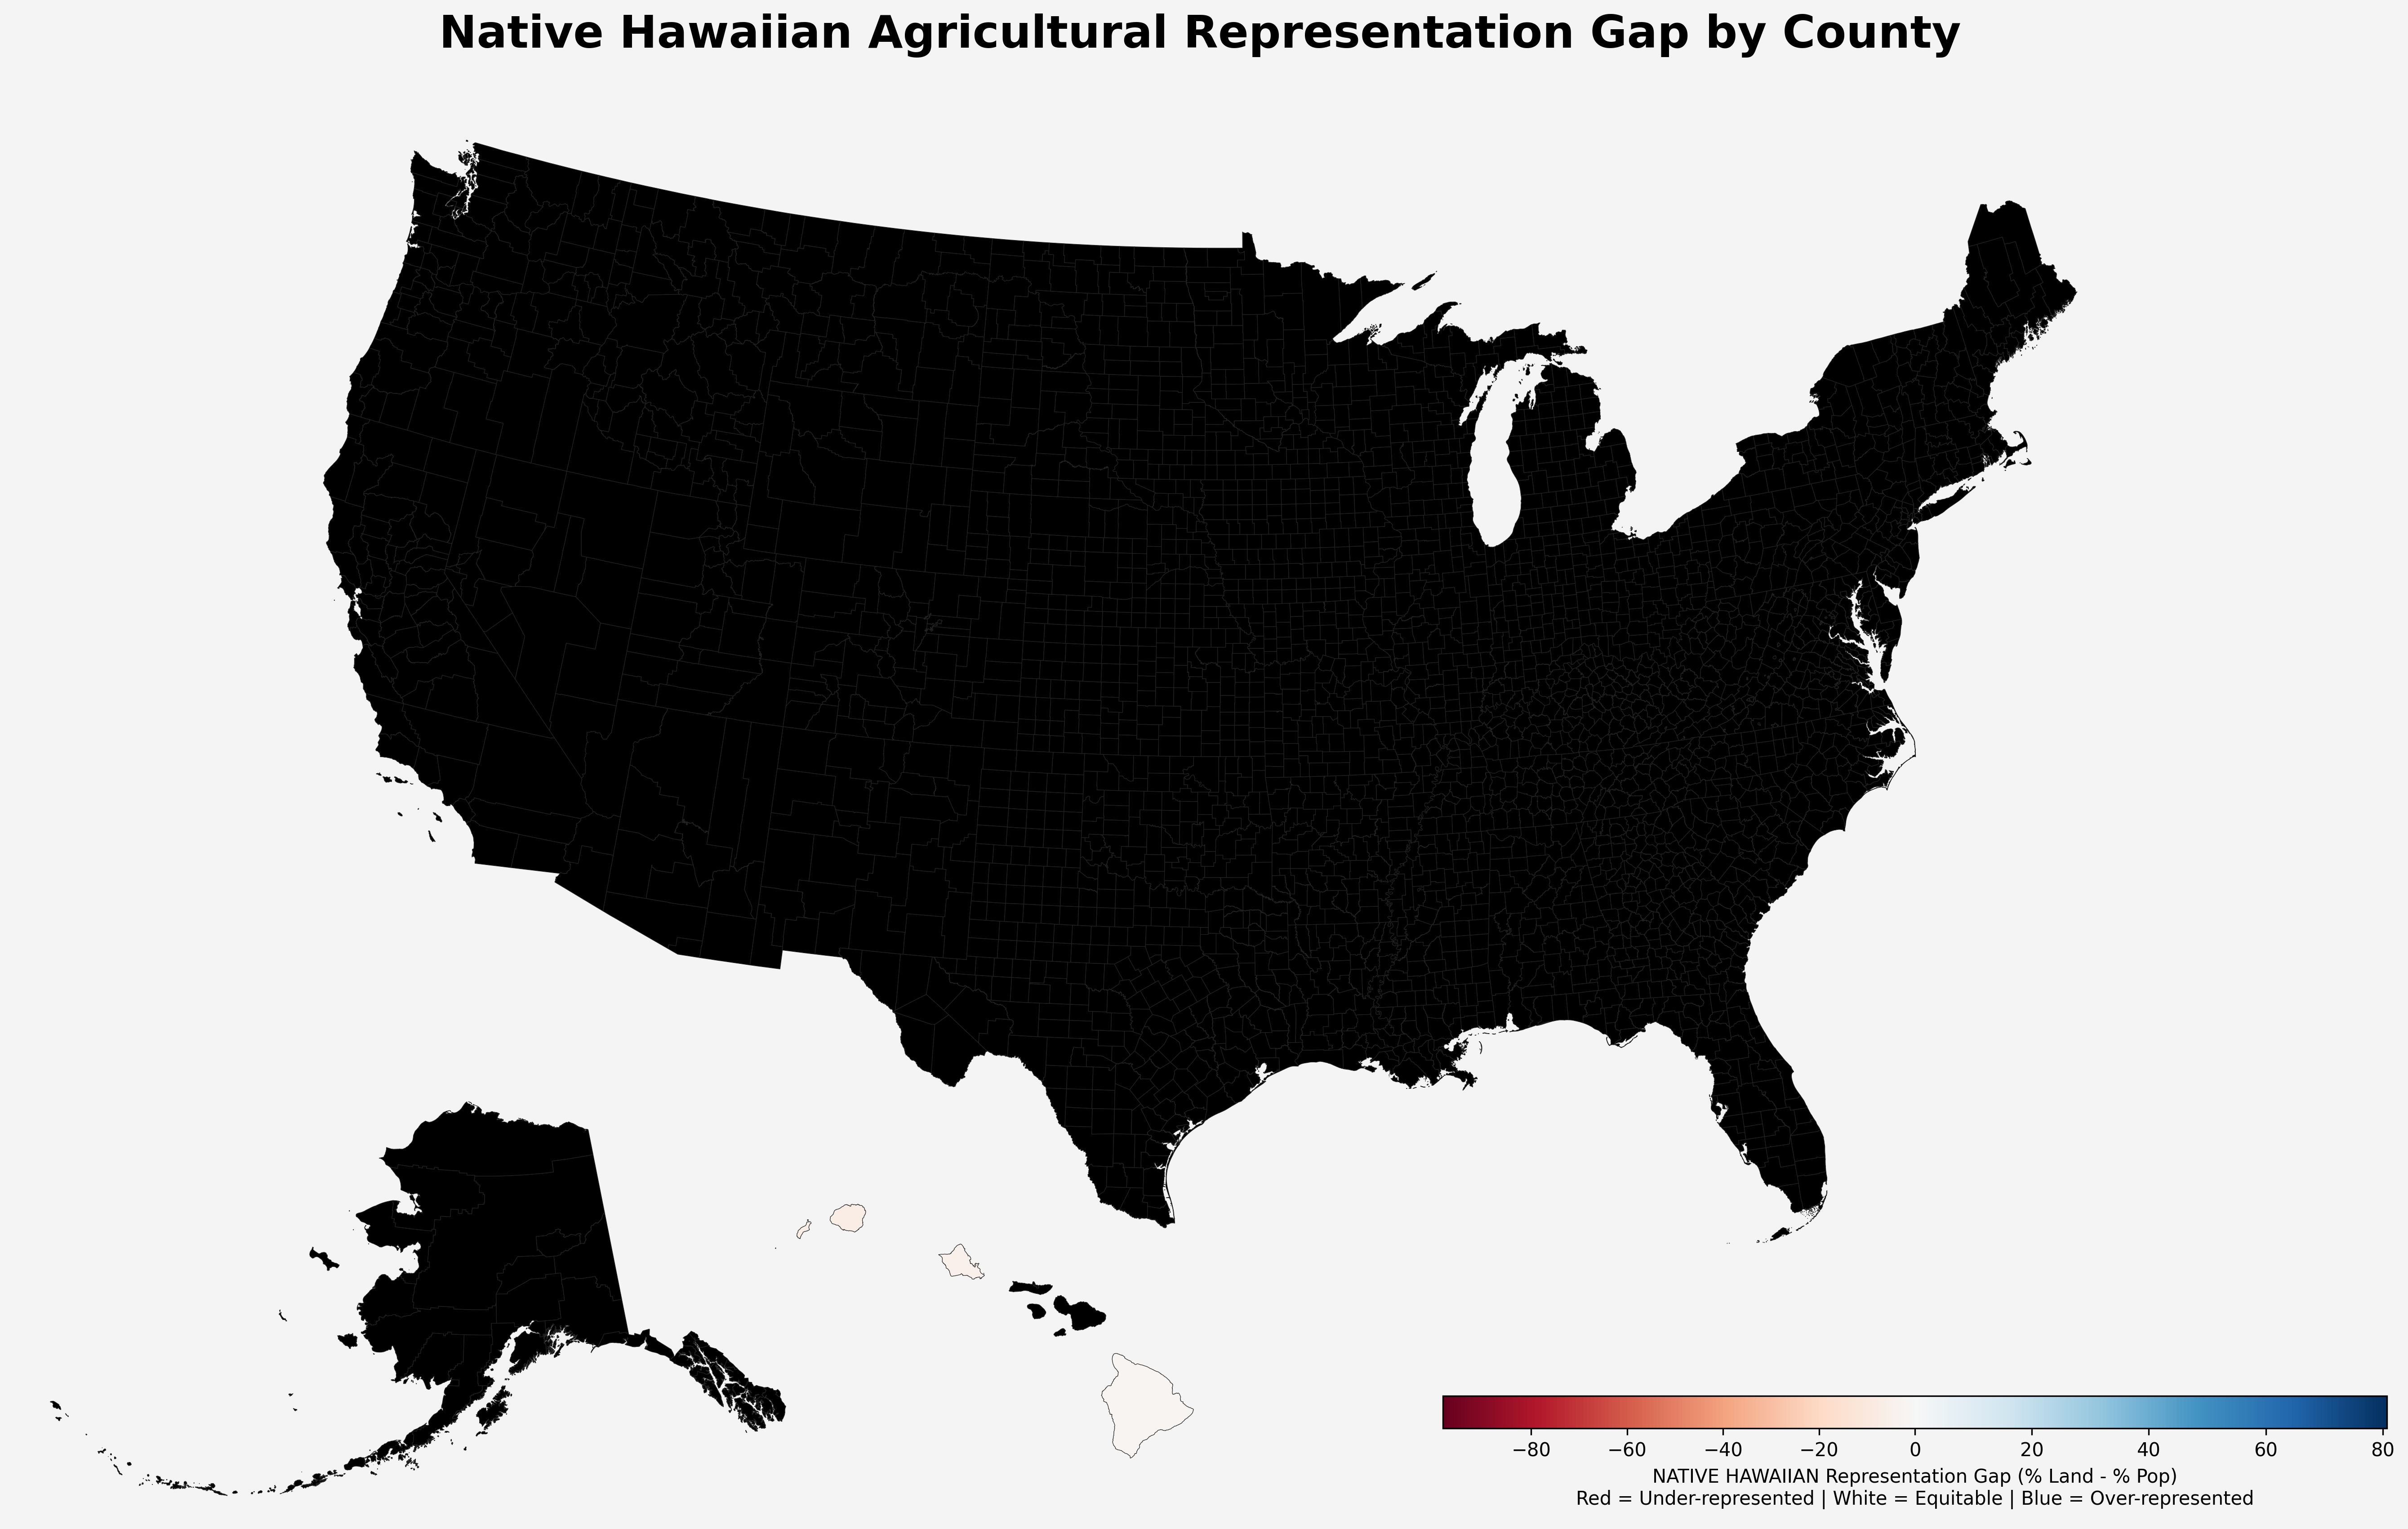 Native Hawaiian Agricultural Representation Gap by County
−80 −60 −40 −20 0 20 40 60 80
NATIVE HAWAIIAN Representation Gap (% Land - % Pop)
Red = Under-represented | White = Equitable | Blue = Over-represented